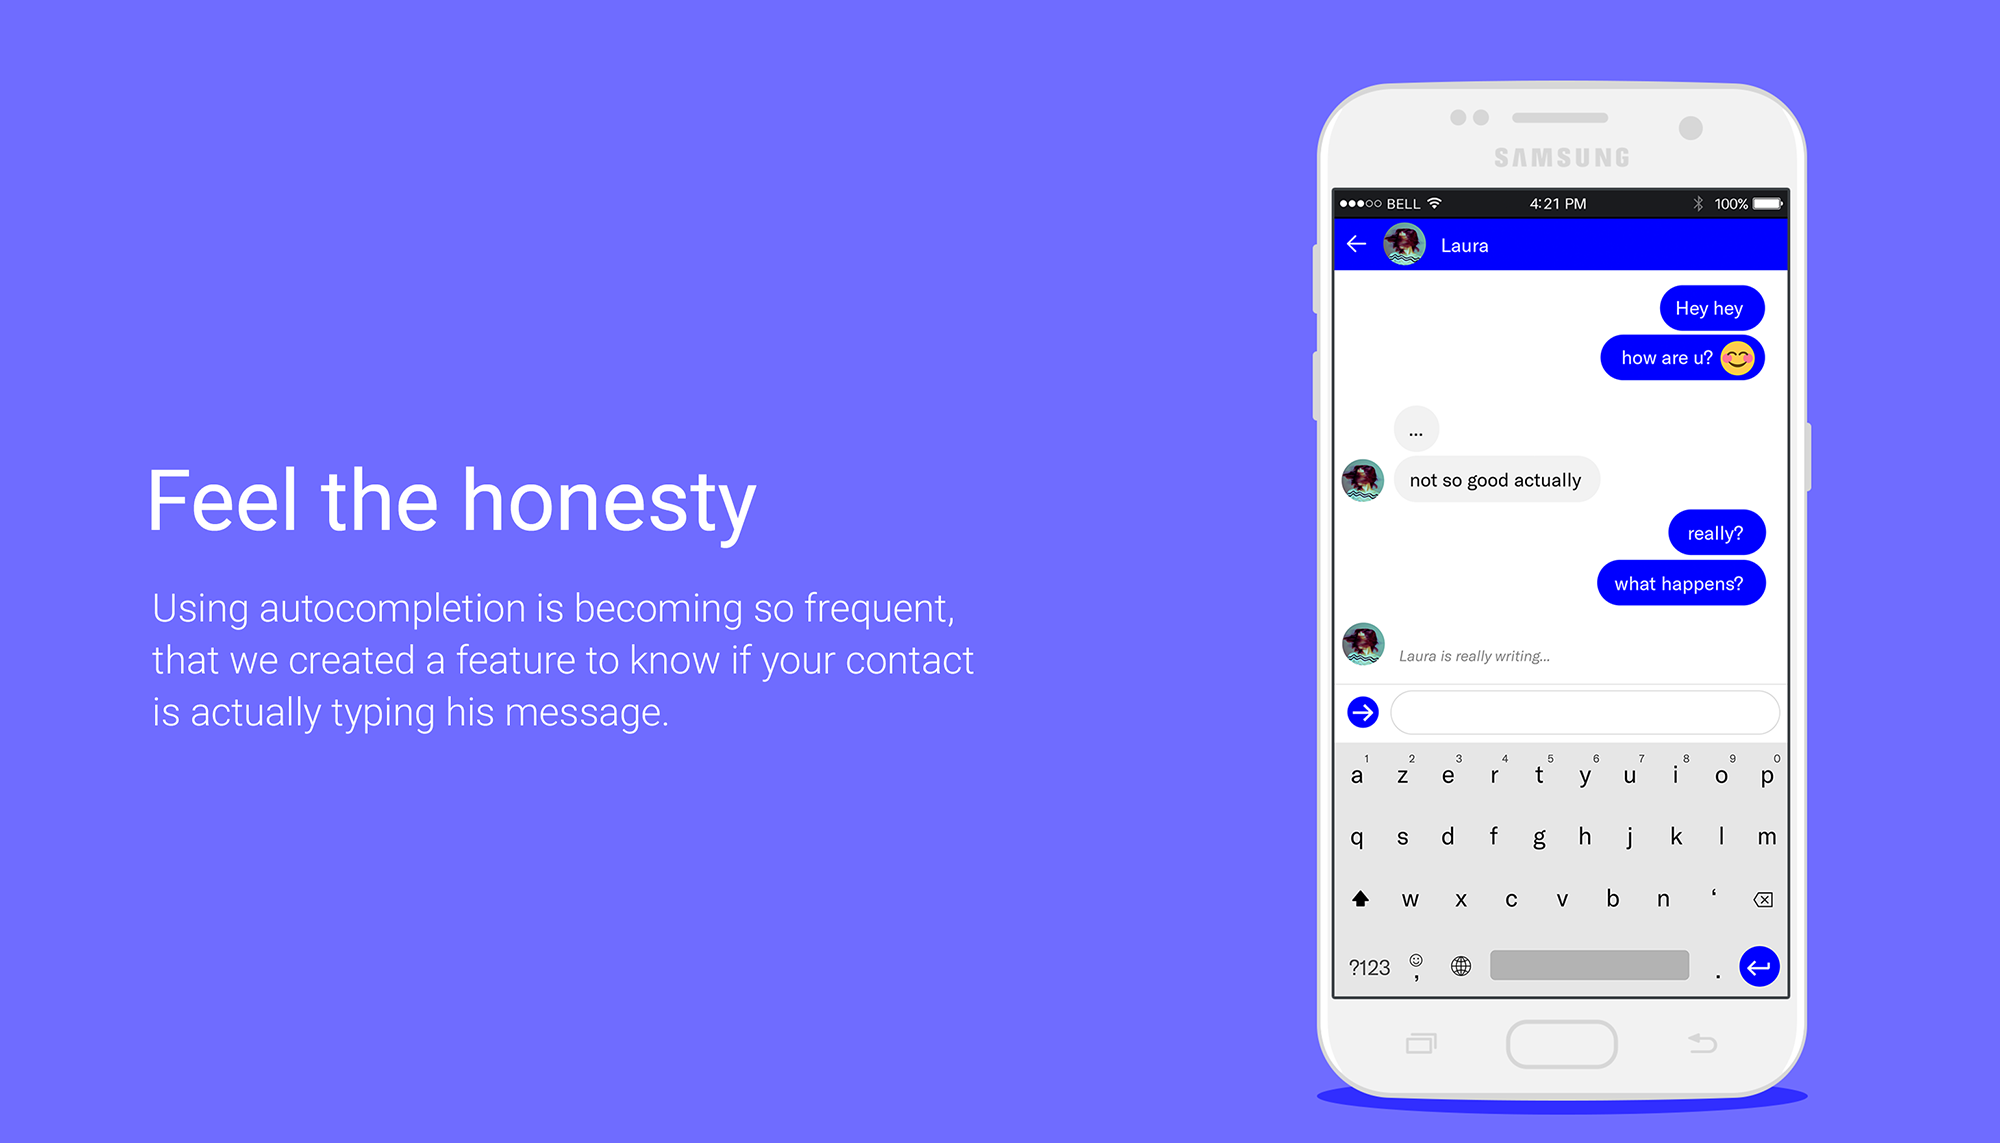 Feel the honesty
Using autocompletion is becoming so frequent,
that we created a feature to know if your contact
is actually typing his message.
SAMSUNG
BELL 4:21 PM 100%
Laura
Hey hey
how are u?
...
not so good actually
really?
what happens?
Laura is really writing...
1 2 3 4 5 6 7 8 9 0
a z e r t y u i o p
q s d f g h j k l m
w x c v b n ‘
?123 , .